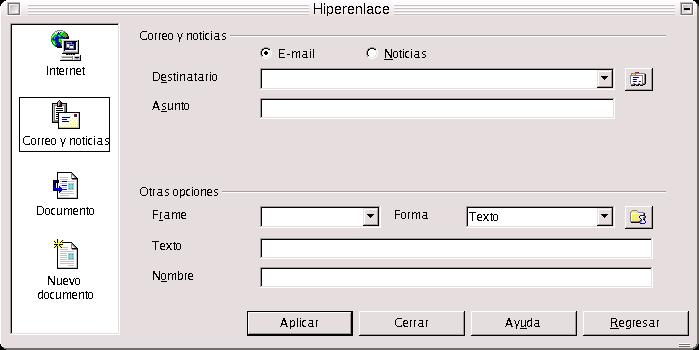 Hiperenlace
Internet
Correo y noticias
Documento
Nuevo
documento
Correo y noticias
E-mail Noticias
Destinatario
Asunto
Otras opciones
Frame Forma Texto
Texto
Nombre
Aplicar Cerrar Ayuda Regresar